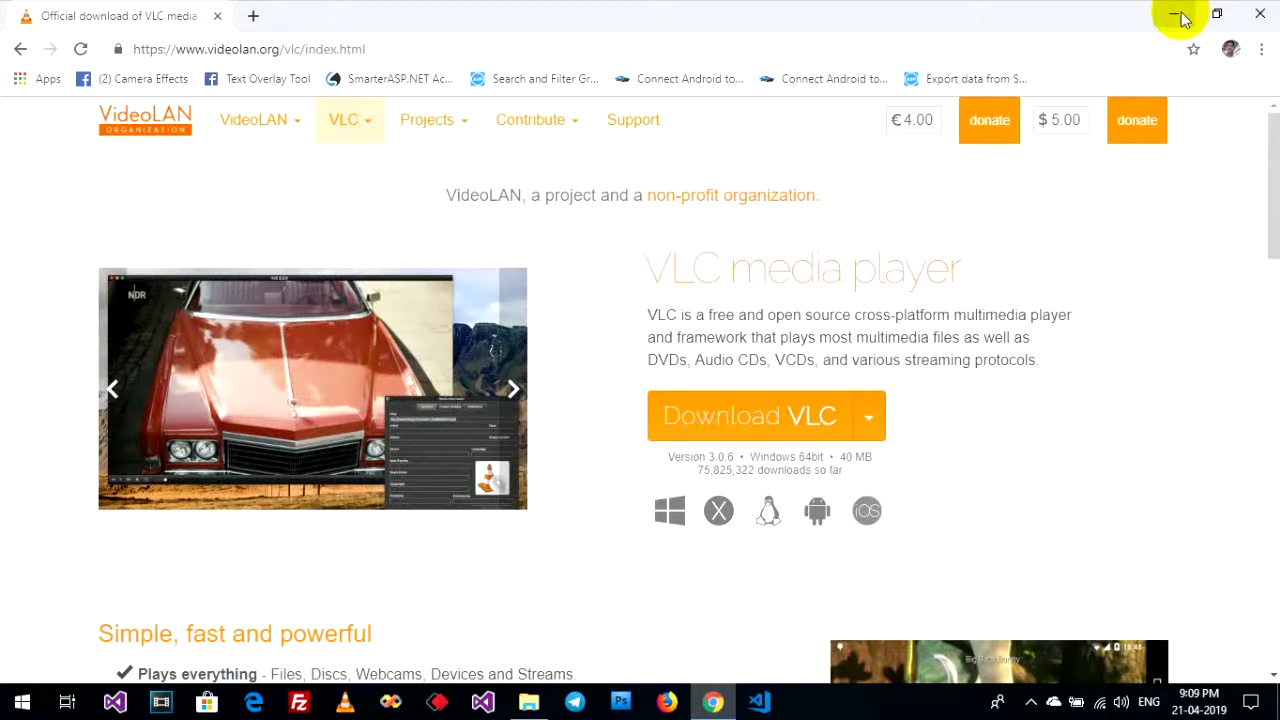 Official download of VLC media
https://www.videolan.org/vlc/index.html
Apps
(2) Camera Effects
Text Overlay Tool
SmarterASP.NET Ac...
Search and Filter Gr...
Connect Android to...
Connect Android to...
Export data from S...
VideoLAN
ORGANIZATION
VideoLAN
VLC
Projects
Contribute
Support
€ 4.00
donate
$ 5.00
donate
VideoLAN, a project and a non-profit organization.
NDR
VLC media player
VLC is a free and open source cross-platform multimedia player
and framework that plays most multimedia files as well as
DVDs, Audio CDs, VCDs, and various streaming protocols.
Download VLC
Version 3.0.6 • Windows 64bit • 40 MB
75,825,322 downloads so far
X
iOS
Simple, fast and powerful
Plays everything - Files, Discs, Webcams, Devices and Streams.
Big Buck Bunny
Ps
ENG
9:09 PM
21-04-2019